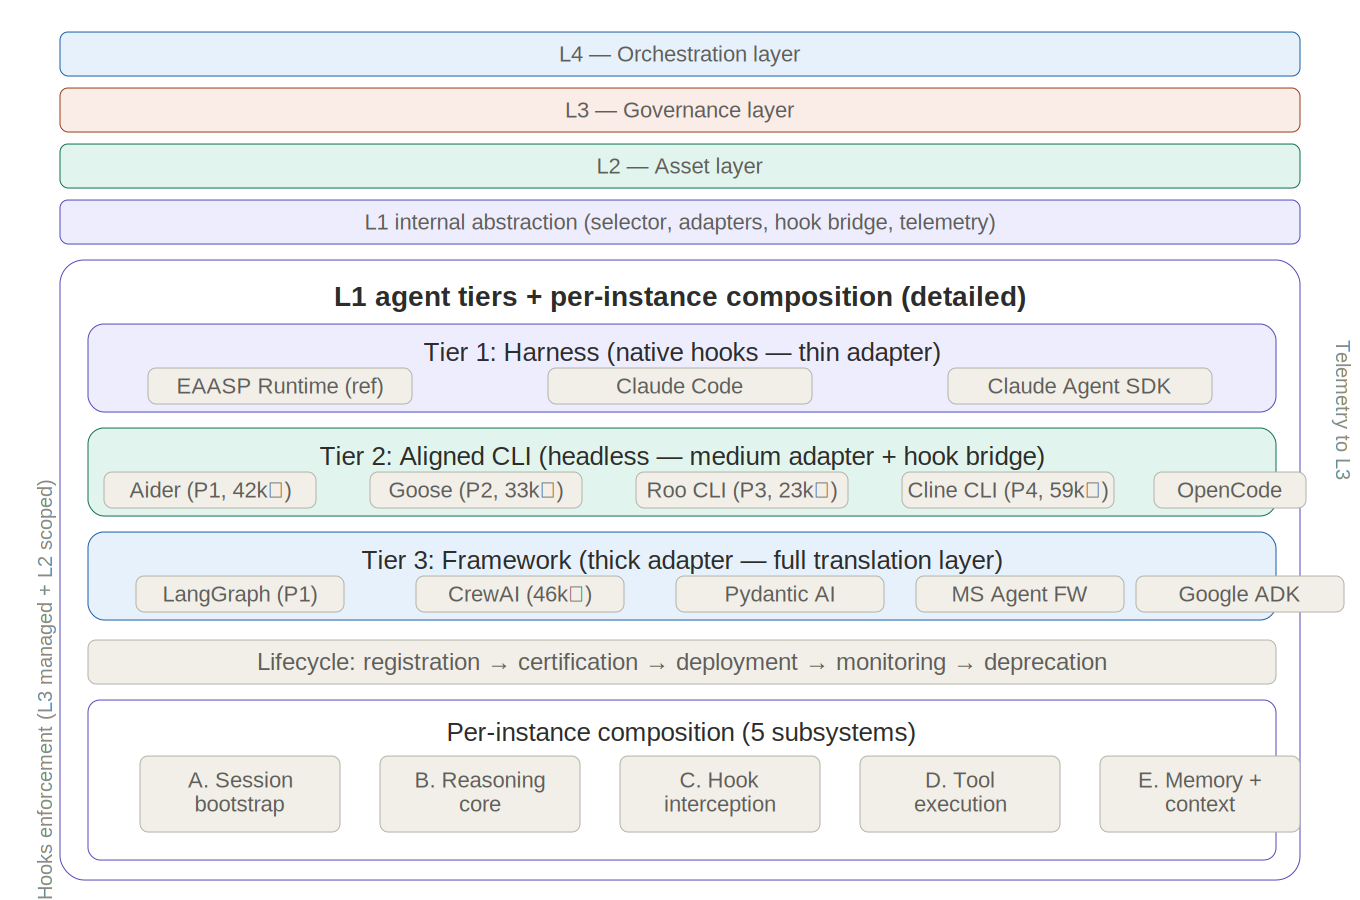 L4 — Orchestration layer
L3 — Governance layer
L2 — Asset layer
L1 internal abstraction (selector, adapters, hook bridge, telemetry)
L1 agent tiers + per-instance composition (detailed)
Tier 1: Harness (native hooks — thin adapter)
EAASP Runtime (ref)
Claude Code
Claude Agent SDK
Tier 2: Aligned CLI (headless — medium adapter + hook bridge)
Aider (P1, 42k▯)
Goose (P2, 33k▯)
Roo CLI (P3, 23k▯)
Cline CLI (P4, 59k▯)
OpenCode
Tier 3: Framework (thick adapter — full translation layer)
LangGraph (P1)
CrewAI (46k▯)
Pydantic AI
MS Agent FW
Google ADK
Lifecycle: registration → certification → deployment → monitoring → deprecation
Per-instance composition (5 subsystems)
A. Session
bootstrap
B. Reasoning
core
C. Hook
interception
D. Tool
execution
E. Memory +
context
Hooks enforcement (L3 managed + L2 scoped)
Telemetry to L3